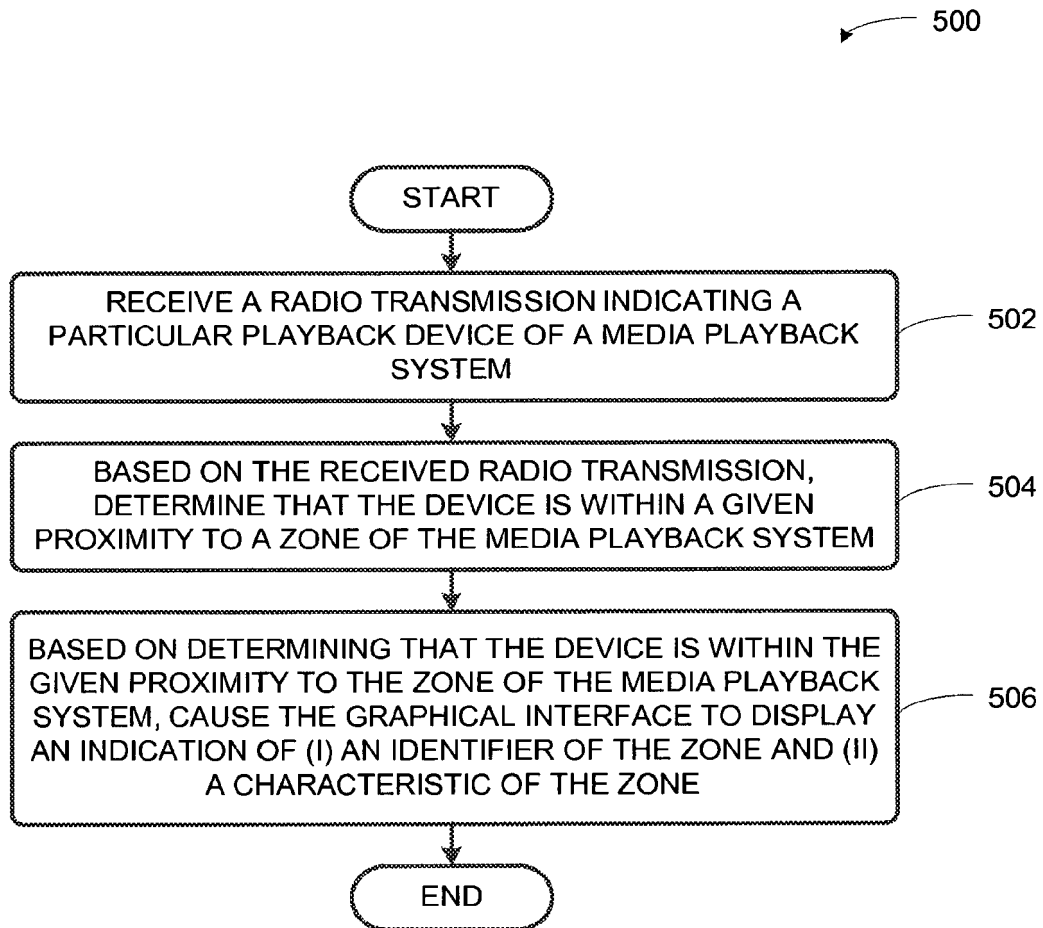 500
START
RECEIVE A RADIO TRANSMISSION INDICATING A
PARTICULAR PLAYBACK DEVICE OF A MEDIA PLAYBACK
SYSTEM
502
BASED ON THE RECEIVED RADIO TRANSMISSION,
DETERMINE THAT THE DEVICE IS WITHIN A GIVEN
PROXIMITY TO A ZONE OF THE MEDIA PLAYBACK SYSTEM
504
BASED ON DETERMINING THAT THE DEVICE IS WITHIN THE
GIVEN PROXIMITY TO THE ZONE OF THE MEDIA PLAYBACK
SYSTEM, CAUSE THE GRAPHICAL INTERFACE TO DISPLAY
AN INDICATION OF (I) AN IDENTIFIER OF THE ZONE AND (II)
A CHARACTERISTIC OF THE ZONE
506
END